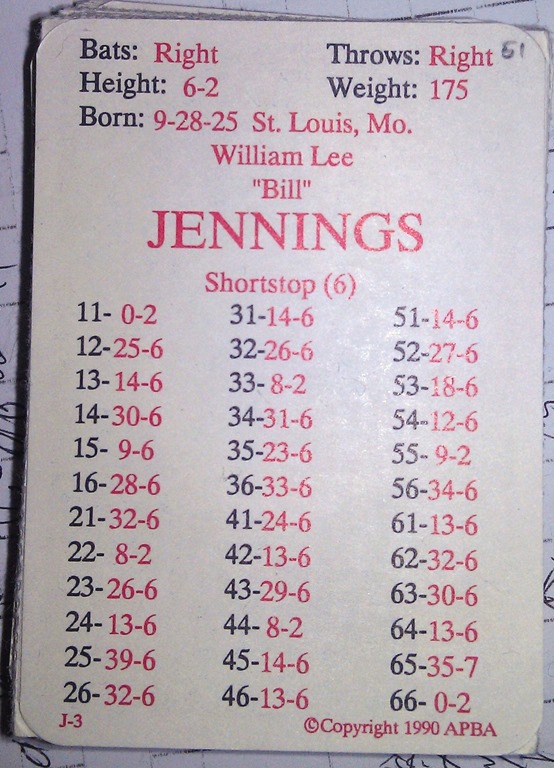 Bats: Right Throws: Right 51
Height: 6-2 Weight: 175
Born: 9-28-25 St. Louis, Mo.
William Lee
"Bill"
JENNINGS
Shortstop (6)
11- 0-2 31-14-6 51-14-6
12-25-6 32-26-6 52-27-6
13-14-6 33- 8-2 53-18-6
14-30-6 34-31-6 54-12-6
15- 9-6 35-23-6 55- 9-2
16-28-6 36-33-6 56-34-6
21-32-6 41-24-6 61-13-6
22- 8-2 42-13-6 62-32-6
23-26-6 43-29-6 63-30-6
24-13-6 44- 8-2 64-13-6
25-39-6 45-14-6 65-35-7
26-32-6 46-13-6 66- 0-2
J-3 ©Copyright 1990 APBA